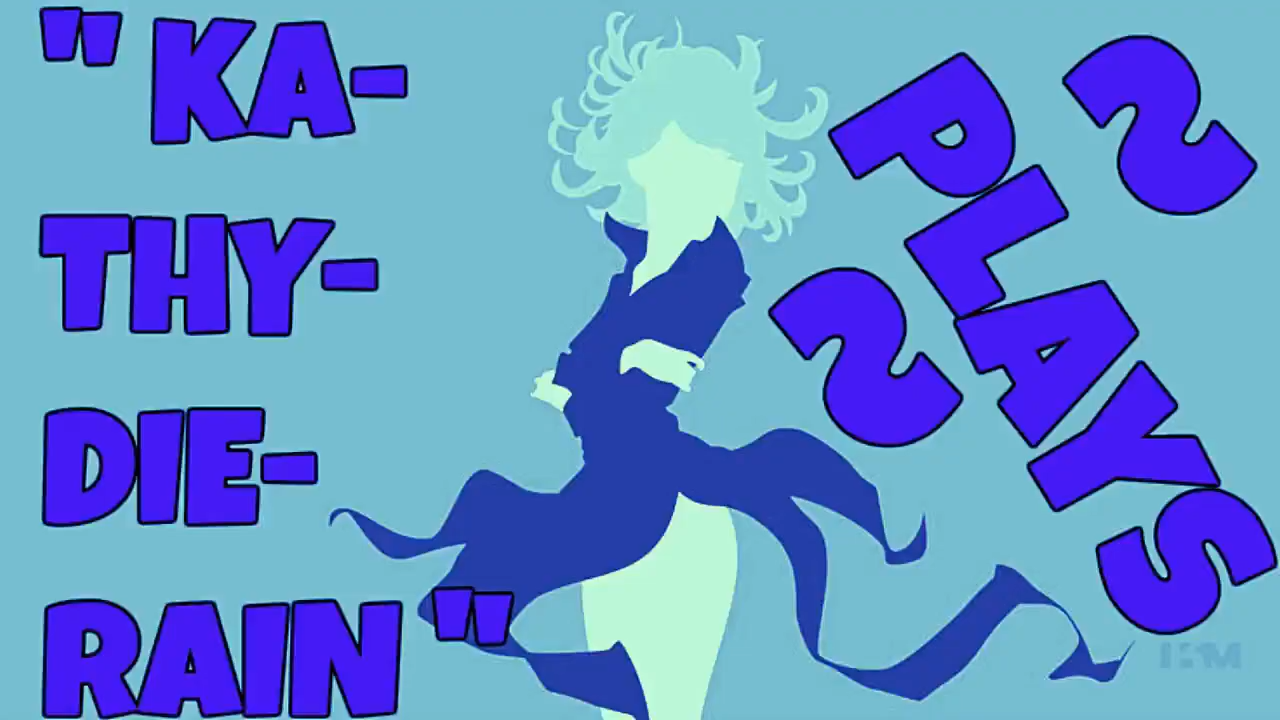 "KA-
THY-
DIE-
RAIN"
~ PLAYS ~